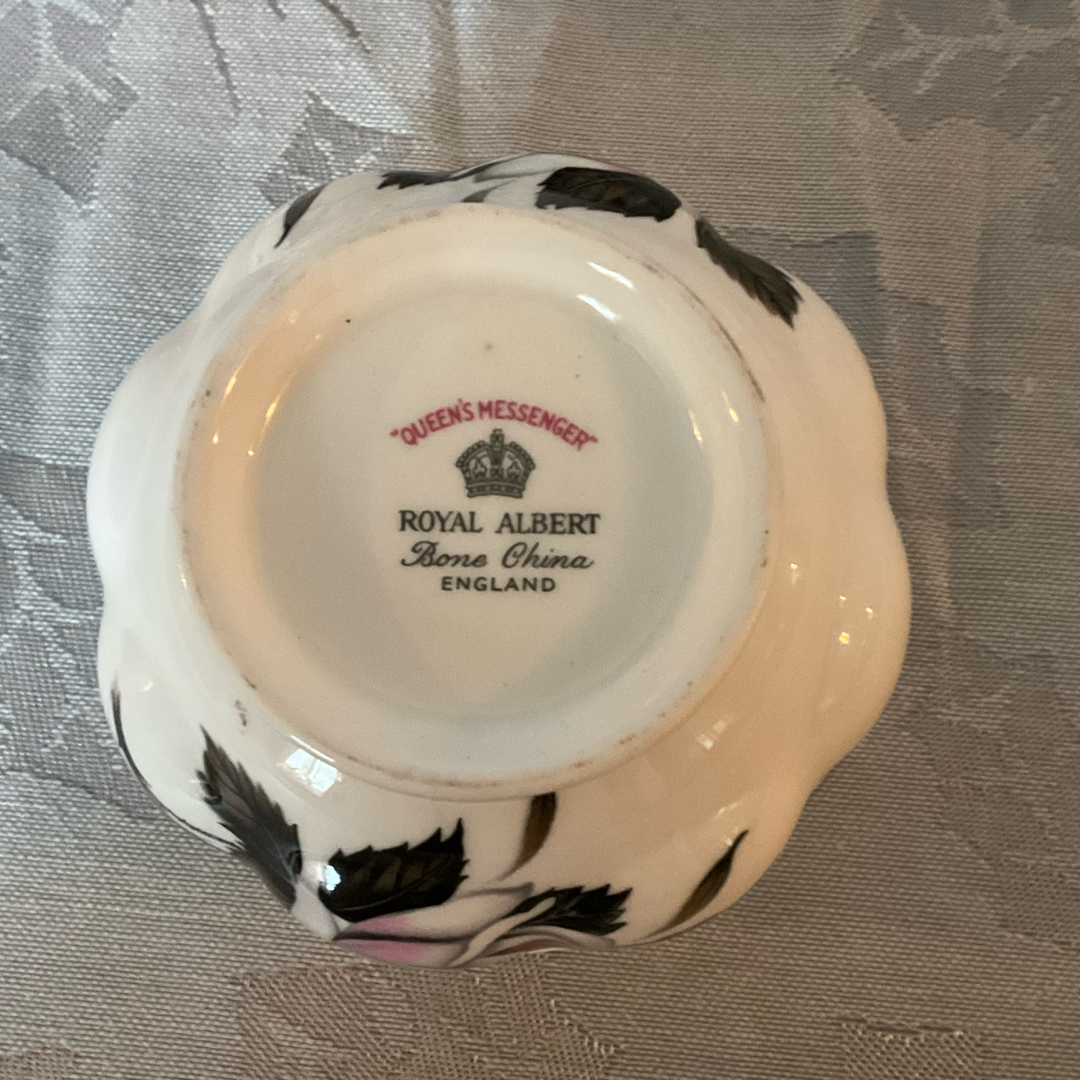 "QUEEN'S MESSENGER"
ROYAL ALBERT
Bone China
ENGLAND